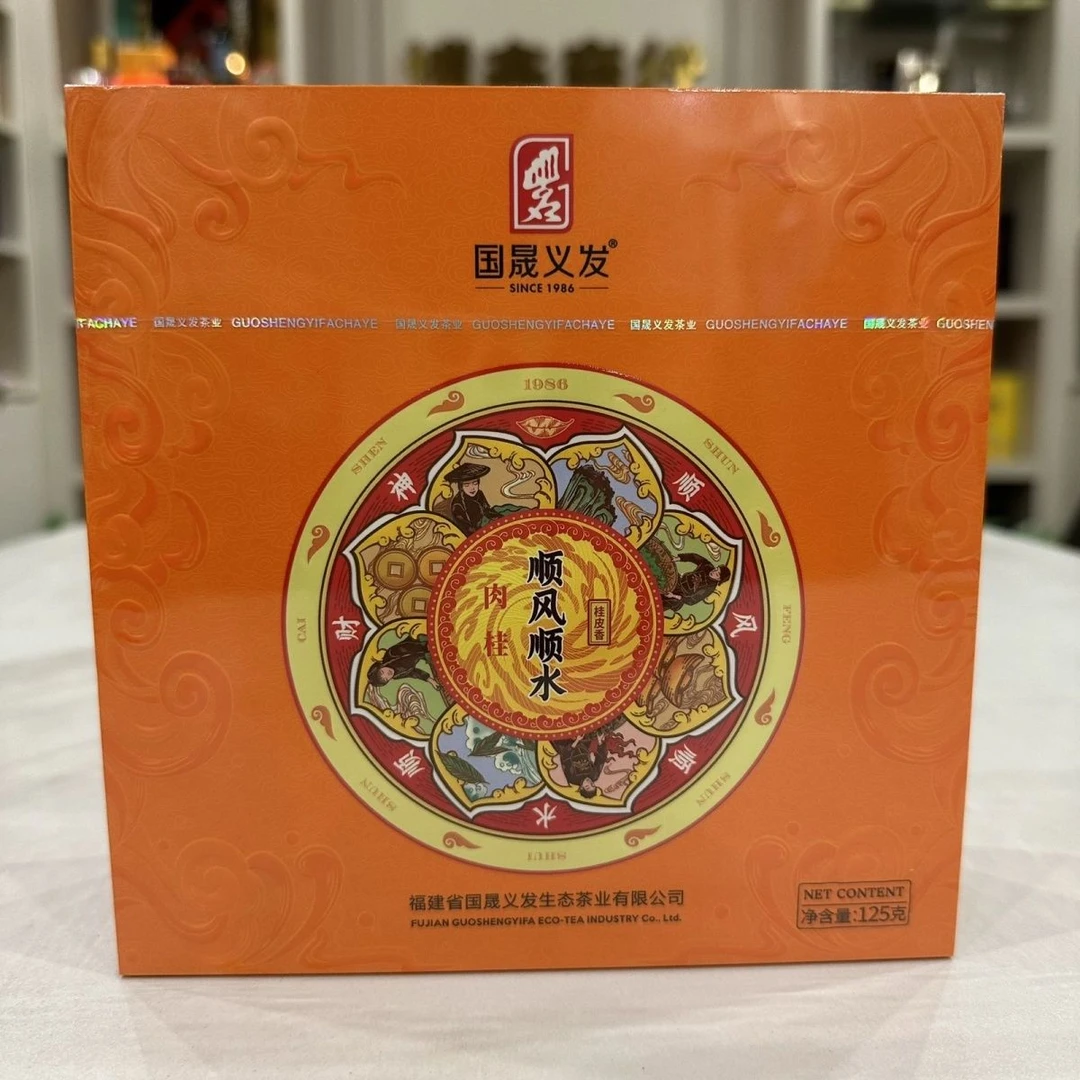 国晟义发®
SINCE 1986
FACHAYE 国晟义发茶业 GUOSHENGYIFACHAYE 国晟义发茶业 GUOSHENGYIFACHAYE 国晟义发茶业 GUOSHENGYIFACHAYE 国晟义发茶业 GUOSHEN
1986
SHUN
FENG
SHUN
SHUI
SHUN
CAI
SHEN
顺
风
顺
水
顺
财
神
顺风顺水
肉桂
桂皮香
福建省国晟义发生态茶业有限公司
FUJIAN GUOSHENGYIFA ECO-TEA INDUSTRY Co., Ltd.
NET CONTENT
净含量:125克